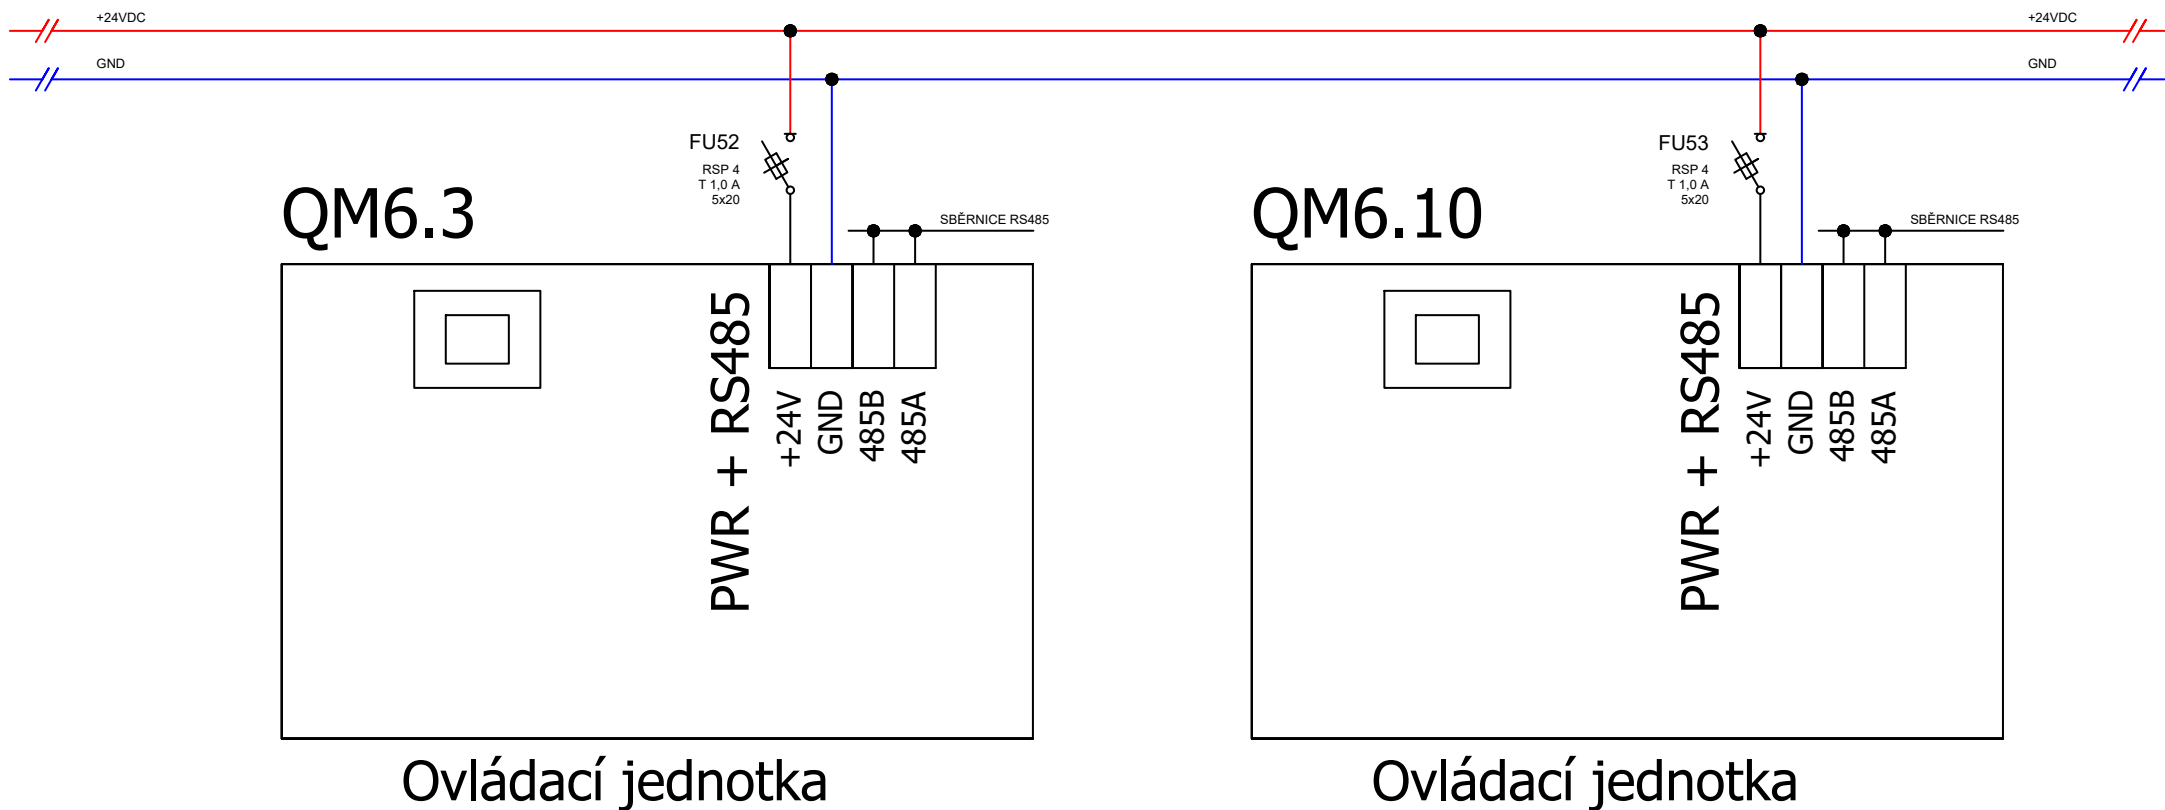 +24VDC
+24VDC
GND
GND
FU52
RSP 4
T 1,0 A
5x20
FU53
RSP 4
T 1,0 A
5x20
QM6.3
SBĚRNICE RS485
QM6.10
SBĚRNICE RS485
PWR + RS485
+24V
GND
485B
485A
PWR + RS485
+24V
GND
485B
485A
Ovládací jednotka
Ovládací jednotka